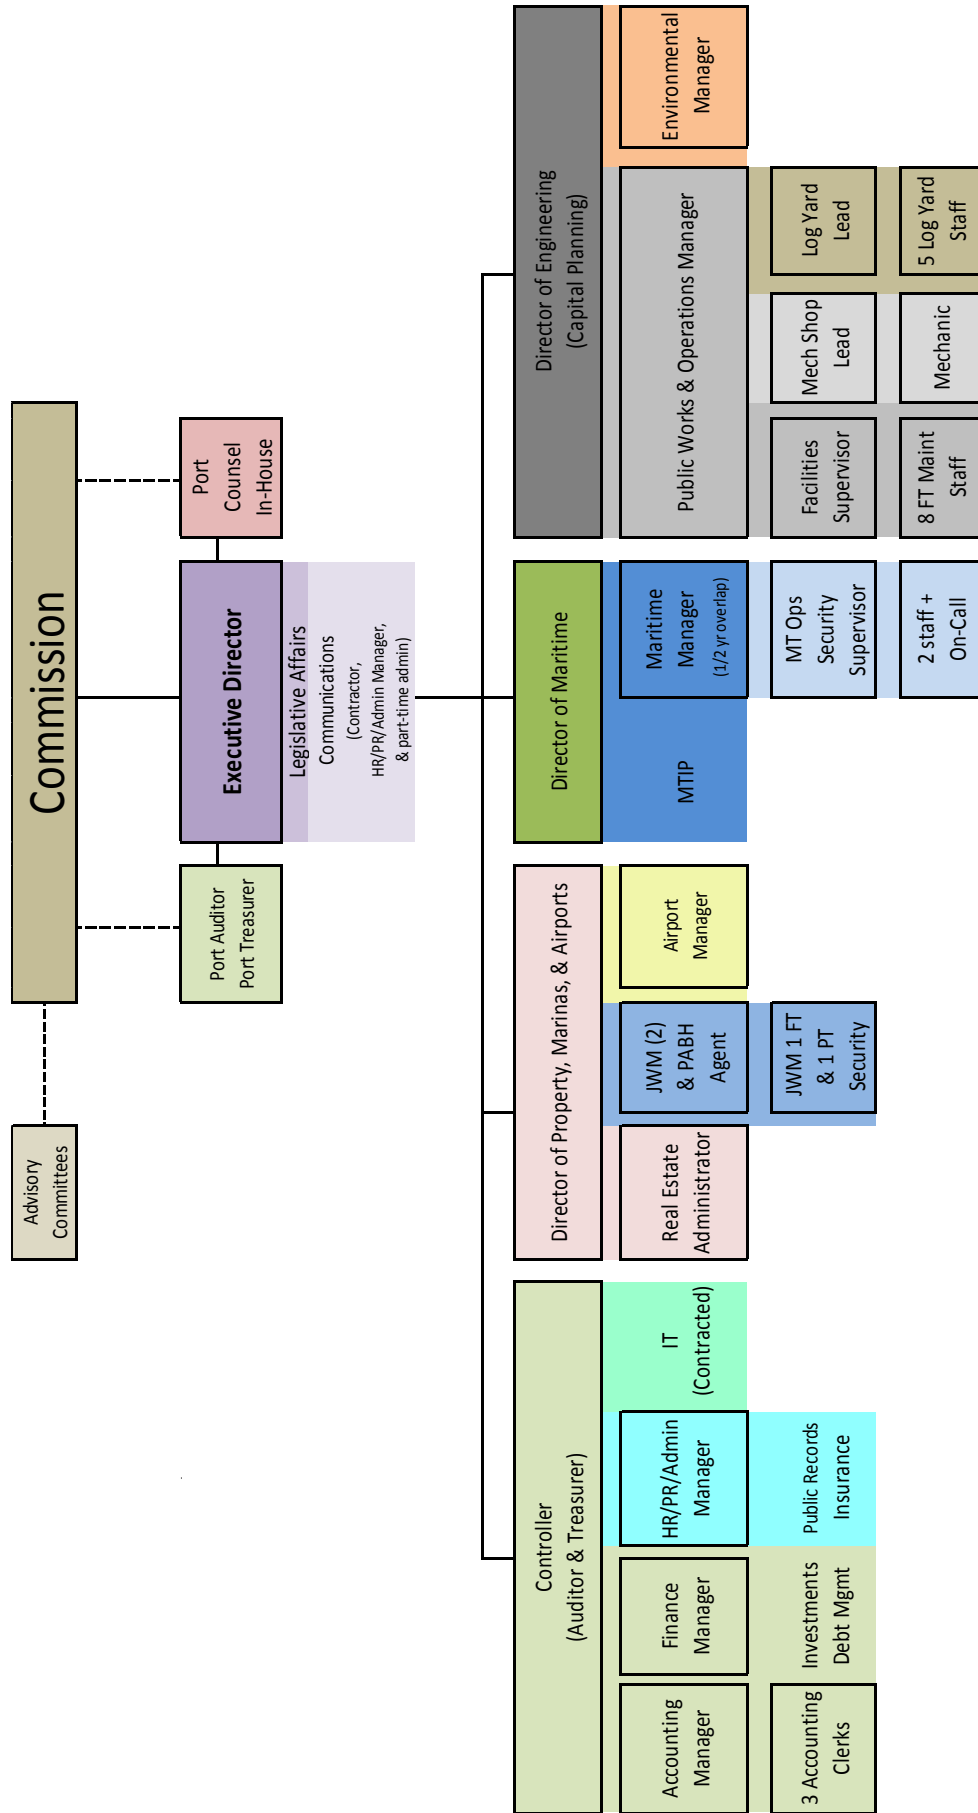 Commission
Advisory
Committees
Port Auditor
Port Treasurer
Executive Director
Port
Counsel
In-House
Legislative Affairs
Communications
(Contractor,
HR/PR/Admin Manager,
& part-time admin)
Controller
(Auditor & Treasurer)
Director of Property, Marinas, & Airports
Director of Maritime
Director of Engineering
(Capital Planning)
Accounting
Manager
Finance
Manager
HR/PR/Admin
Manager
IT
(Contracted)
Real Estate
Administrator
JWM (2)
& PABH
Agent
Airport
Manager
MTIP
Maritime
Manager
(1/2 yr overlap)
Public Works & Operations Manager
Environmental
Manager
3 Accounting
Clerks
Investments
Debt Mgmt
Public Records
Insurance
JWM 1 FT
& 1 PT
Security
MT Ops
Security
Supervisor
Facilities
Supervisor
Mech Shop
Lead
Log Yard
Lead
2 staff +
On-Call
8 FT Maint
Staff
Mechanic
5 Log Yard
Staff